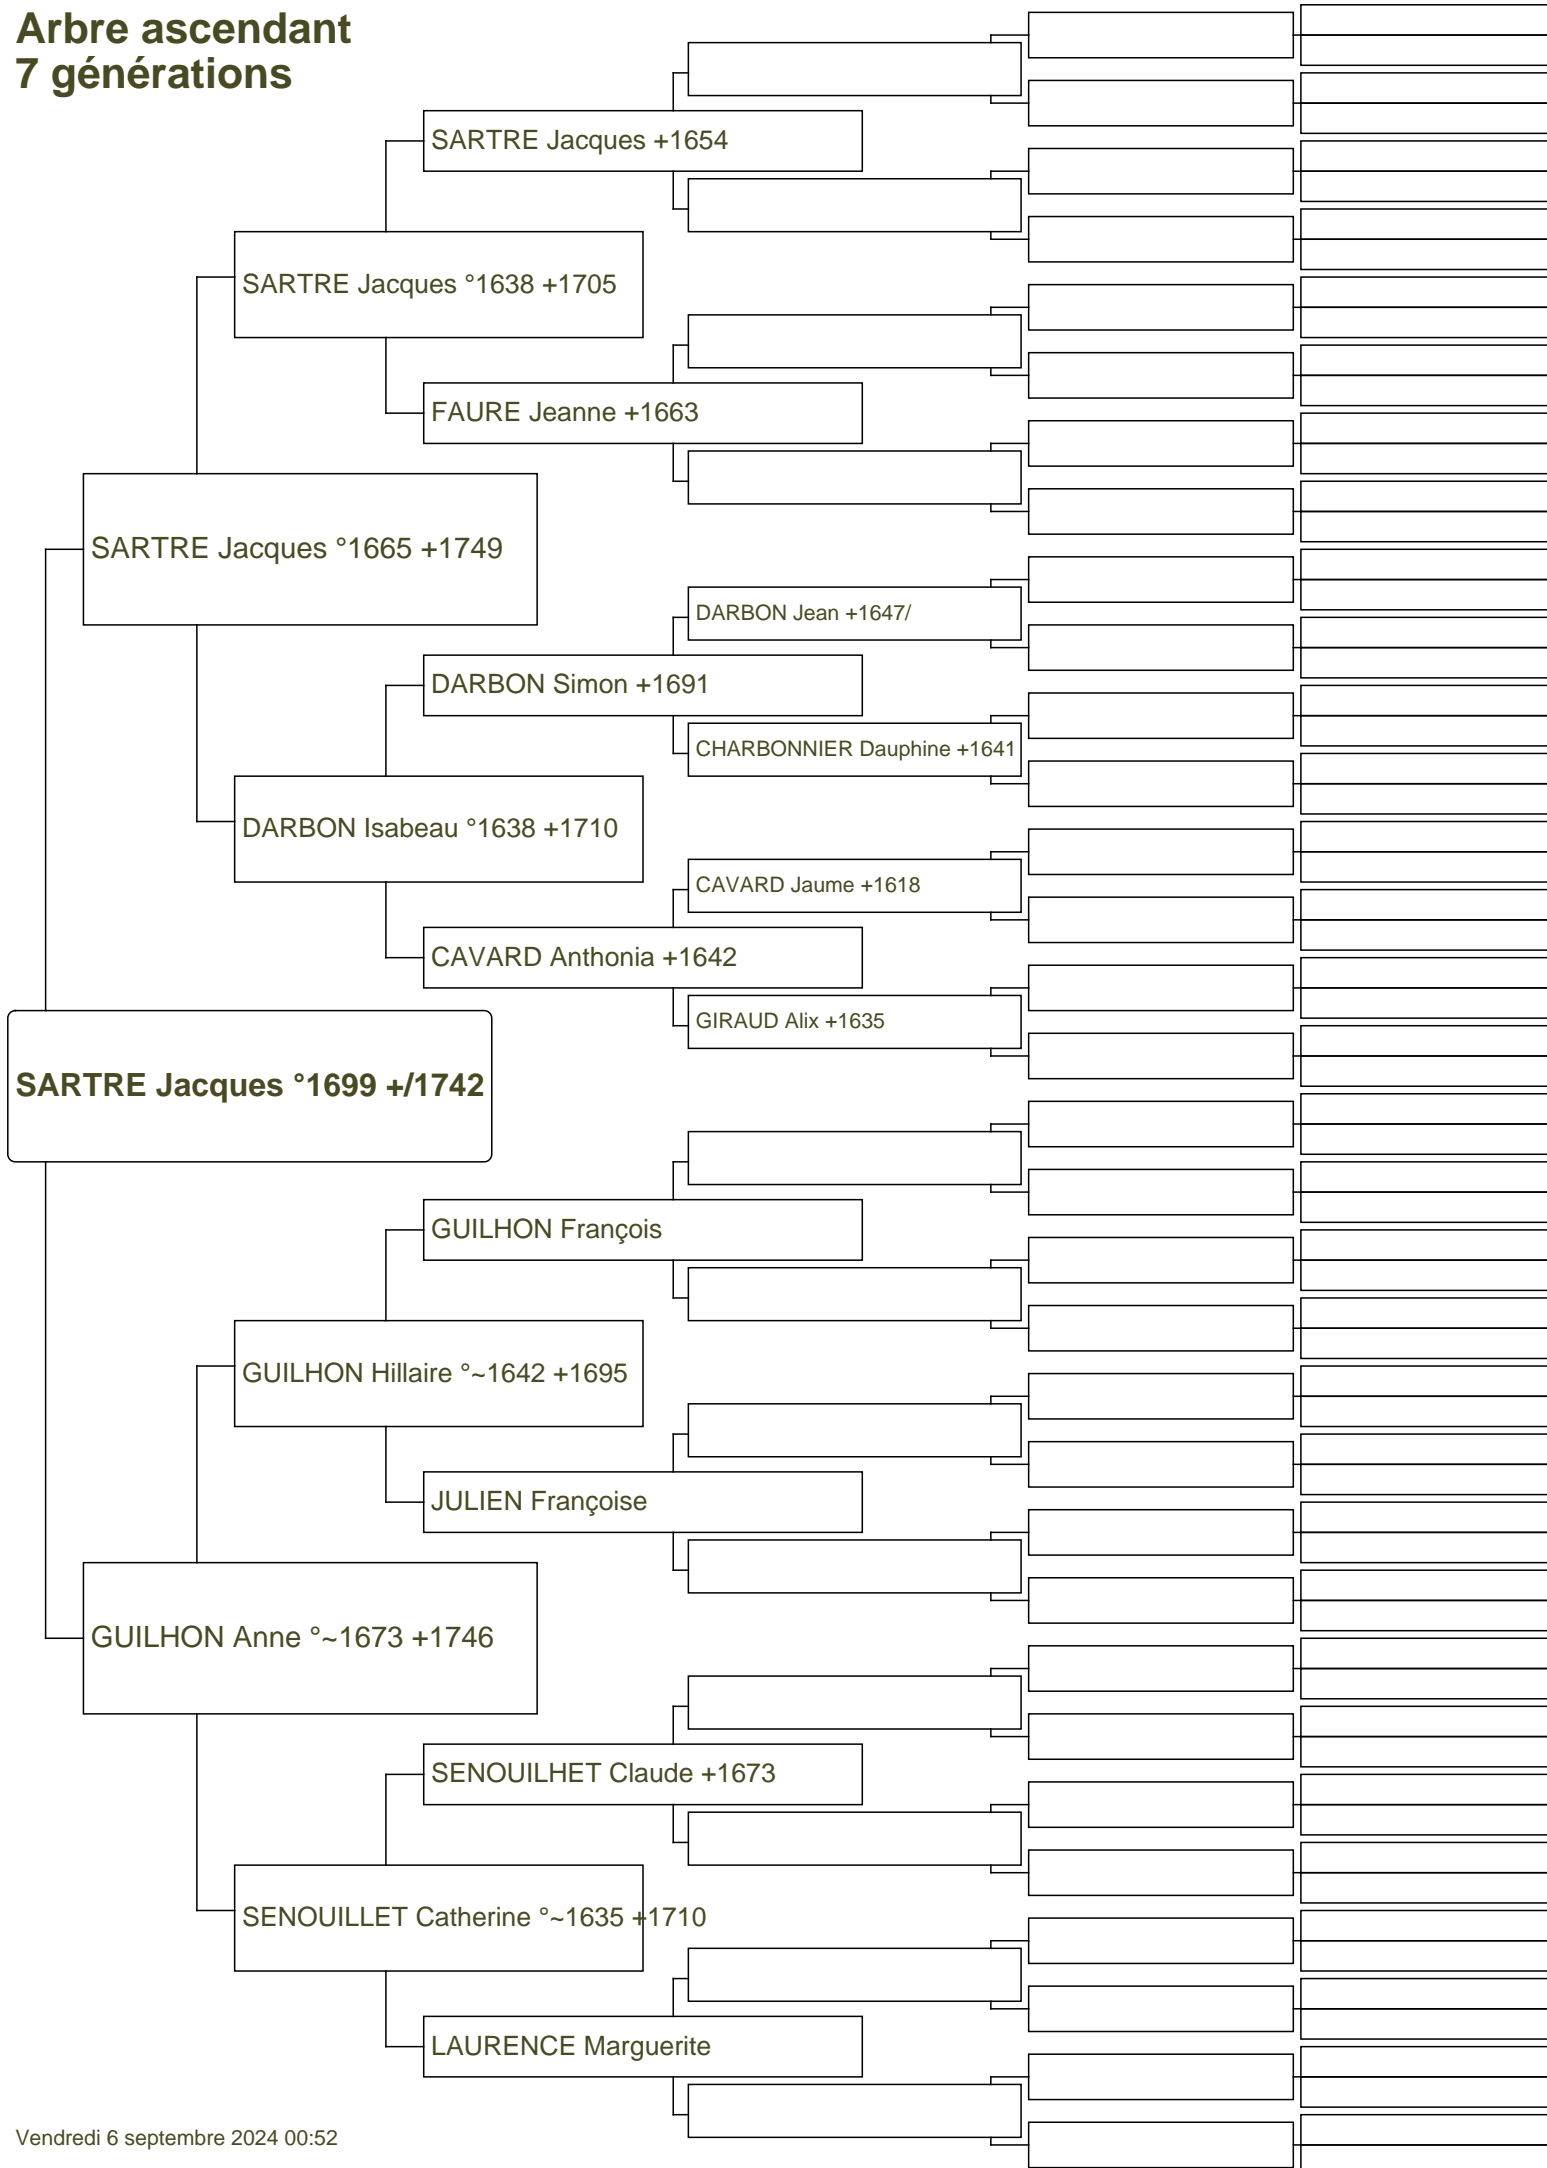 Arbre ascendant
7 générations
SARTRE Jacques +1654
SARTRE Jacques °1638 +1705
FAURE Jeanne +1663
SARTRE Jacques °1665 +1749
DARBON Jean +1647/
DARBON Simon +1691
CHARBONNIER Dauphine +1641
DARBON Isabeau °1638 +1710
CAVARD Jaume +1618
CAVARD Anthonia +1642
GIRAUD Alix +1635
SARTRE Jacques °1699 +/1742
GUILHON François
GUILHON Hillaire °~1642 +1695
JULIEN Françoise
GUILHON Anne °~1673 +1746
SENOUILHET Claude +1673
SENOUILLET Catherine °~1635 +1710
LAURENCE Marguerite
Vendredi 6 septembre 2024 00:52